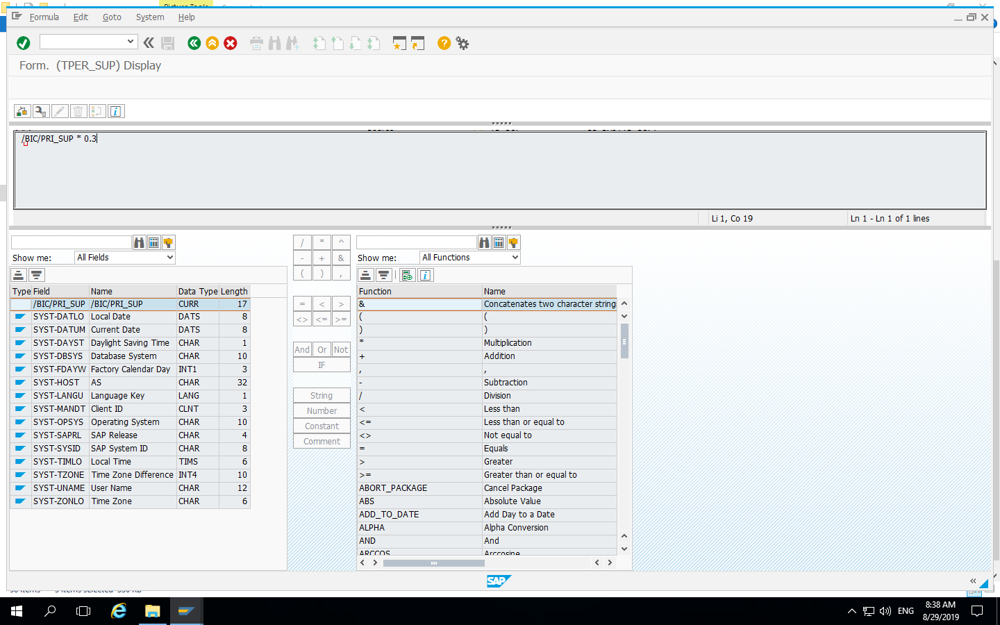 Picture Tools
Formula Edit Goto System Help
Form. (TPER_SUP) Display
/BIC/PRI_SUP * 0.3
Li 1, Co 19 Ln 1 - Ln 1 of 1 lines
/ * ^
Show me: All Fields
- + &
Show me: All Functions
( ) ,
Type Field Name Data Type Length
/BIC/PRI_SUP /BIC/PRI_SUP CURR 17
SYST-DATLO Local Date DATS 8
SYST-DATUM Current Date DATS 8
SYST-DAYST Daylight Saving Time CHAR 1
SYST-DBSYS Database System CHAR 10
SYST-FDAYW Factory Calendar Day INT1 3
SYST-HOST AS CHAR 32
SYST-LANGU Language Key LANG 1
SYST-MANDT Client ID CLNT 3
SYST-OPSYS Operating System CHAR 10
SYST-SAPRL SAP Release CHAR 4
SYST-SYSID SAP System ID CHAR 8
SYST-TIMLO Local Time TIMS 6
SYST-TZONE Time Zone Difference INT4 10
SYST-UNAME User Name CHAR 12
SYST-ZONLO Time Zone CHAR 6
= < >
<> <= >=
And Or Not
IF
String
Number
Constant
Comment
Function Name
& Concatenates two character string
( (
) )
* Multiplication
+ Addition
, ,
- Subtraction
/ Division
< Less than
<= Less than or equal to
<> Not equal to
= Equals
> Greater
>= Greater than or equal to
ABORT_PACKAGE Cancel Package
ABS Absolute Value
ADD_TO_DATE Add Day to a Date
ALPHA Alpha Conversion
AND And
ARCCOS Arccosine
SAP
ENG
8:38 AM
8/29/2019